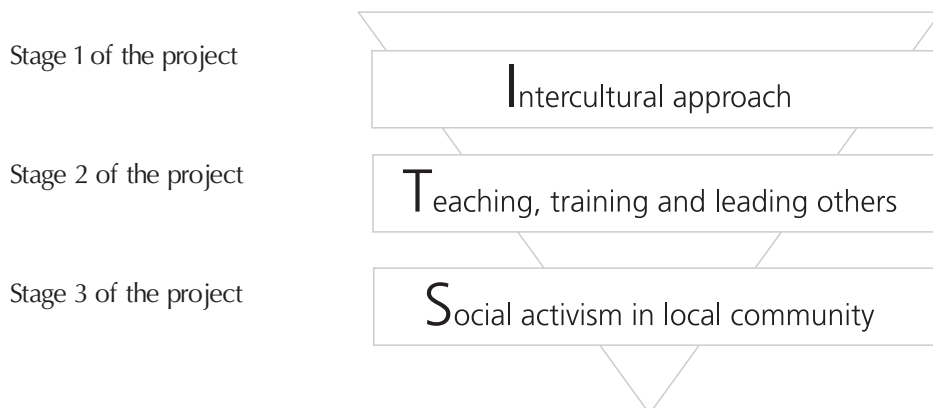 Stage 1 of the project
Intercultural approach
Stage 2 of the project
Teaching, training and leading others
Stage 3 of the project
Social activism in local community